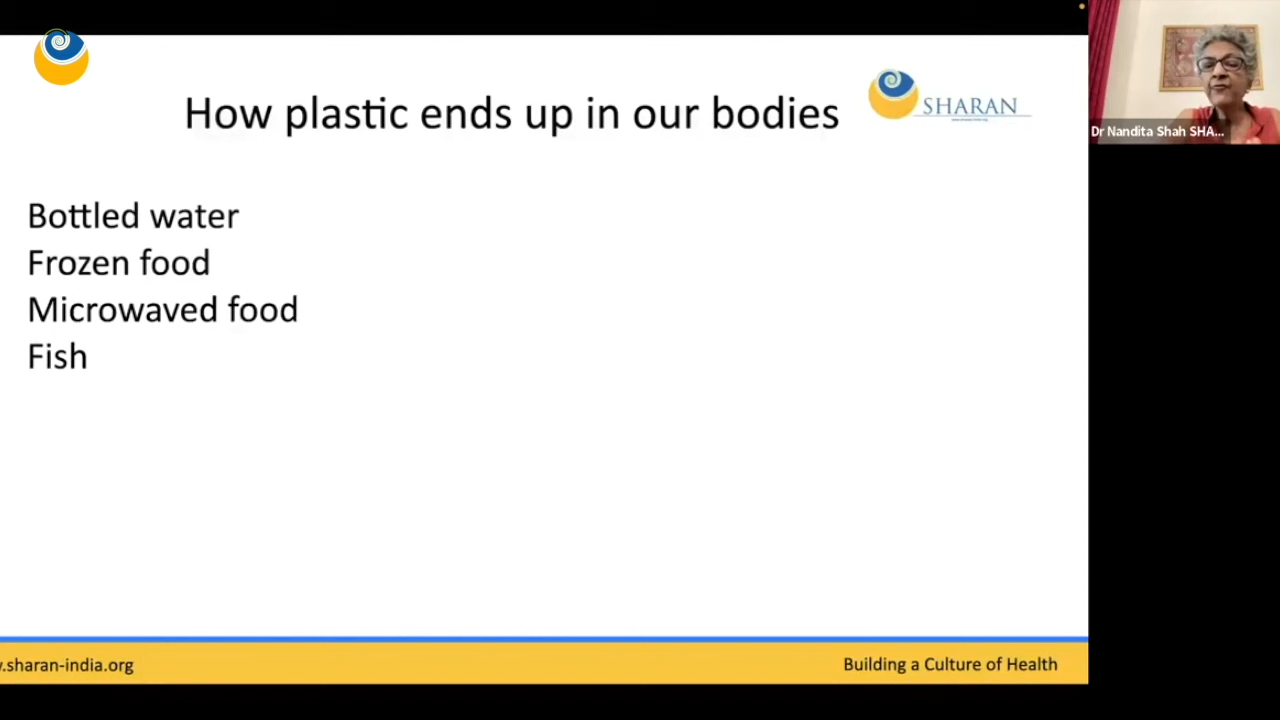 How plastic ends up in our bodies
SHARAN
Dr Nandita Shah SHA...
Bottled water
Frozen food
Microwaved food
Fish
.sharan-india.org
Building a Culture of Health